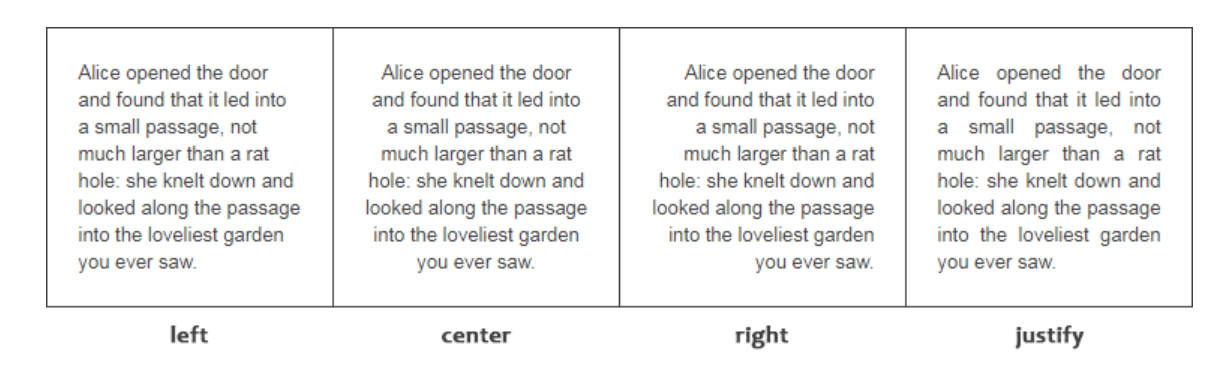 Alice opened the door
and found that it led into
a small passage, not
much larger than a rat
hole: she knelt down and
looked along the passage
into the loveliest garden
you ever saw.
left
Alice opened the door
and found that it led into
a small passage, not
much larger than a rat
hole: she knelt down and
looked along the passage
into the loveliest garden
you ever saw.
center
Alice opened the door
and found that it led into
a small passage, not
much larger than a rat
hole: she knelt down and
looked along the passage
into the loveliest garden
you ever saw.
right
Alice opened the door
and found that it led into
a small passage, not
much larger than a rat
hole: she knelt down and
looked along the passage
into the loveliest garden
you ever saw.
justify